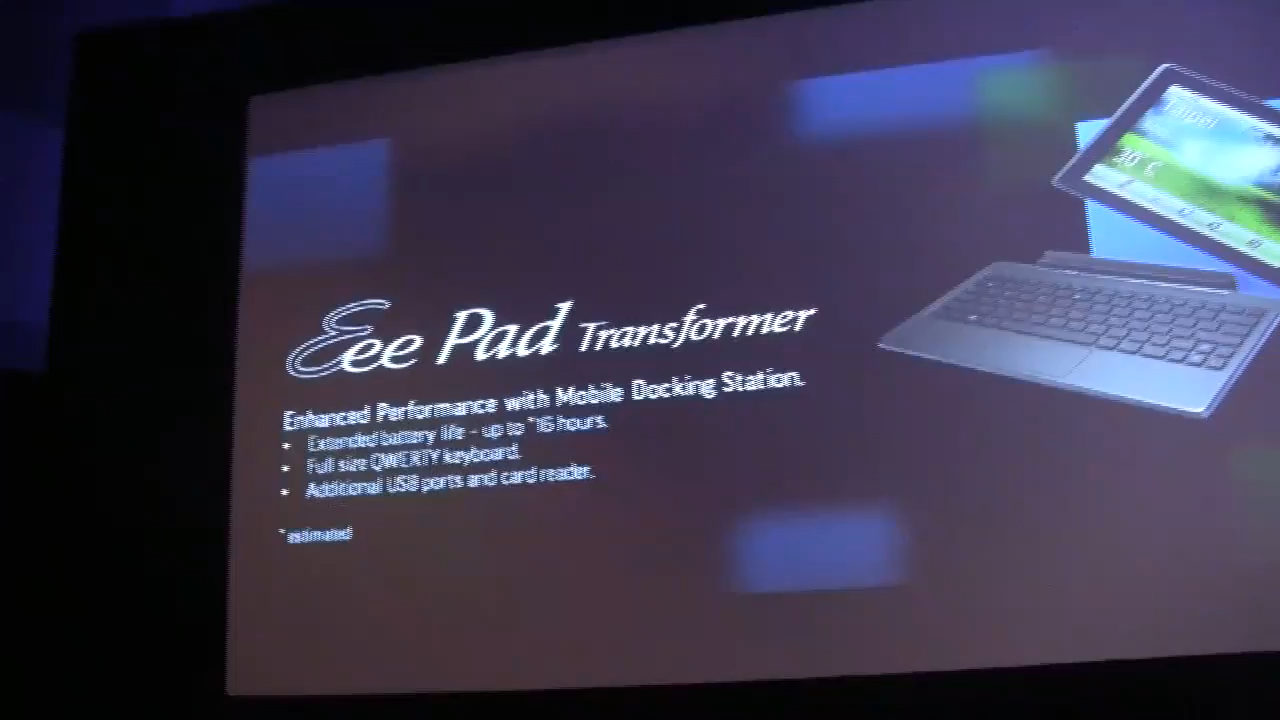 Eee Pad Transformer
Enhanced Performance with Mobile Docking Station.
• Extended battery life - up to *16 hours.
• Full size QWERTY keyboard.
• Additional USB ports and card reader.
* estimated
Taipei